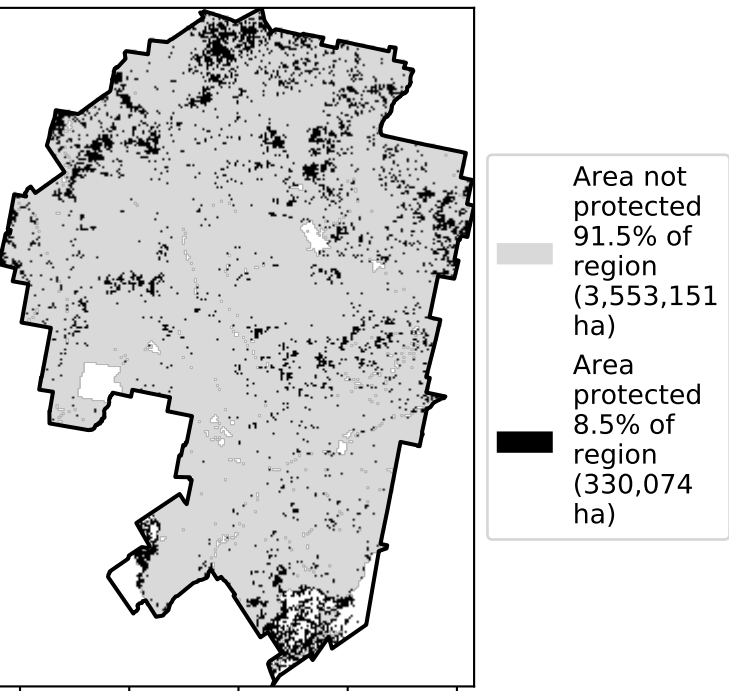 Area not
protected
91.5% of
region
(3,553,151
ha)
Area
protected
8.5% of
region
(330,074
ha)